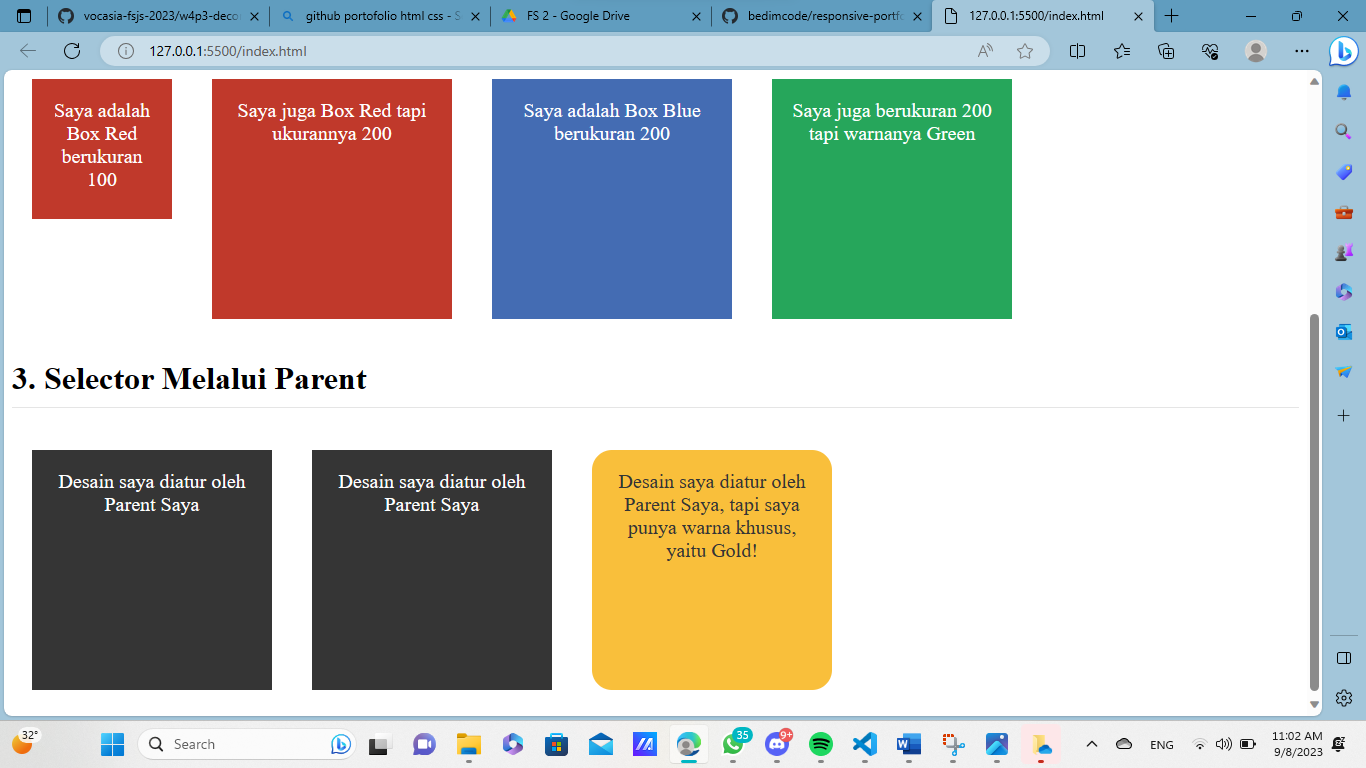 vocasia-fsjs-2023/w4p3-deco
github portofolio html css - S
FS 2 - Google Drive
bedimcode/responsive-portfo
127.0.0.1:5500/index.html
127.0.0.1:5500/index.html
Saya adalah
Box Red
berukuran
100
Saya juga Box Red tapi
ukurannya 200
Saya adalah Box Blue
berukuran 200
Saya juga berukuran 200
tapi warnanya Green
3. Selector Melalui Parent
Desain saya diatur oleh
Parent Saya
Desain saya diatur oleh
Parent Saya
Desain saya diatur oleh
Parent Saya, tapi saya
punya warna khusus,
yaitu Gold!
32°
Search
35
9+
ENG
11:02 AM
9/8/2023